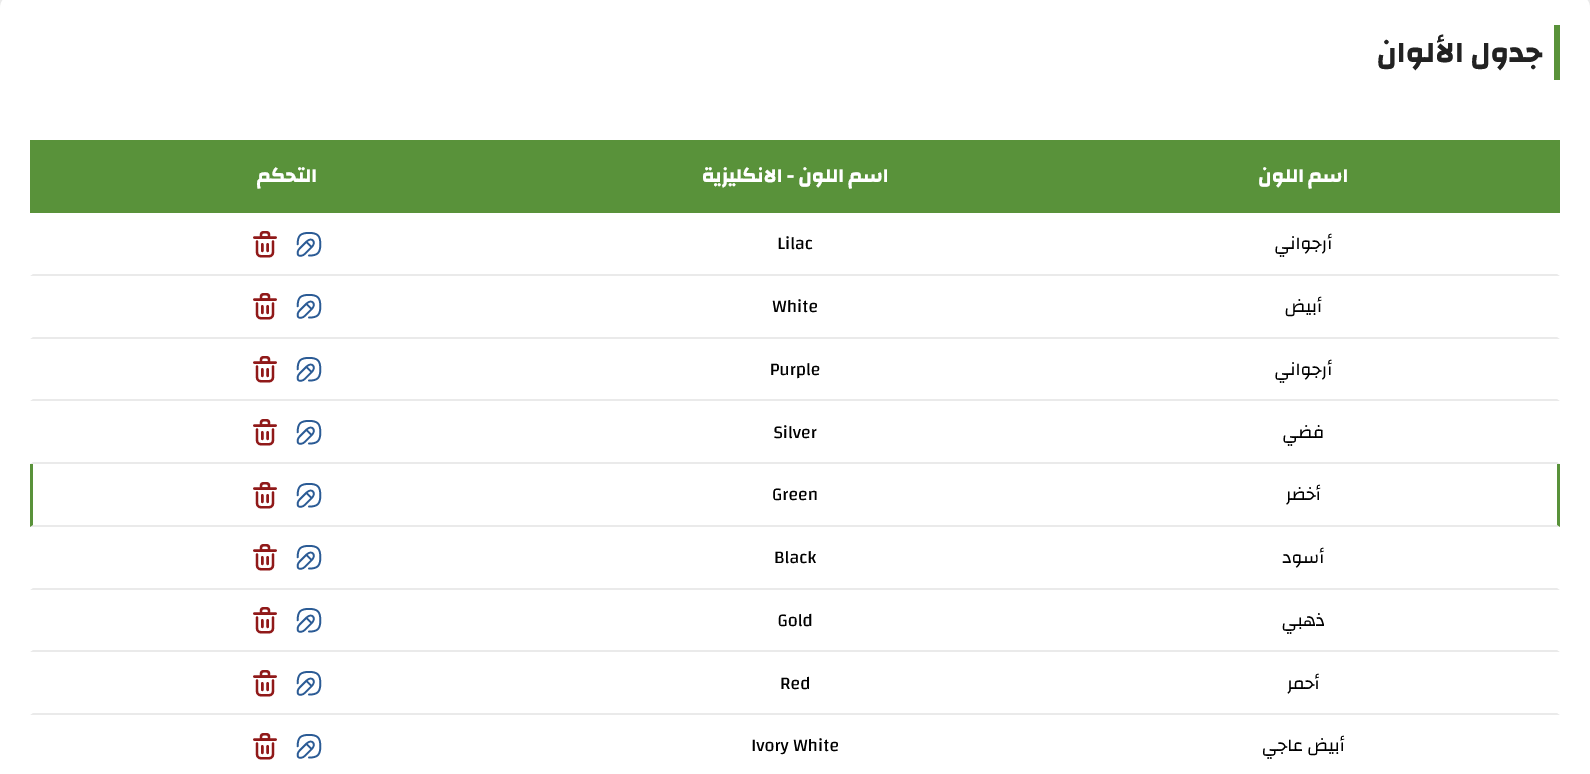 جدول الألوان
اسم اللون اسم اللون - الانكليزية التحكم
أرجواني Lilac
أبيض White
أرجواني Purple
فضي Silver
أخضر Green
أسود Black
ذهبي Gold
أحمر Red
أبيض عاجي Ivory White